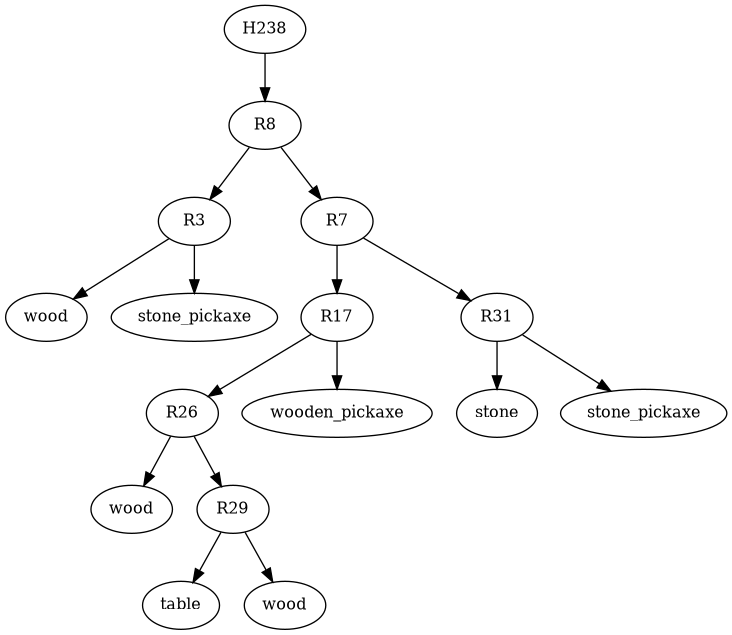 H238
R8
R3
R7
wood
stone_pickaxe
R17
R31
R26
wooden_pickaxe
stone
stone_pickaxe
wood
R29
table
wood